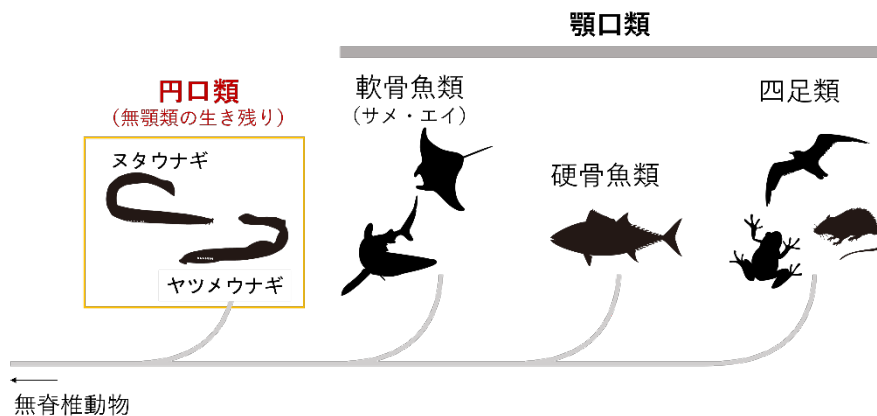 顎口類
円口類
(無顎類の生き残り)
ヌタウナギ
ヤツメウナギ
軟骨魚類
(サメ・エイ)
硬骨魚類
四足類
無脊椎動物